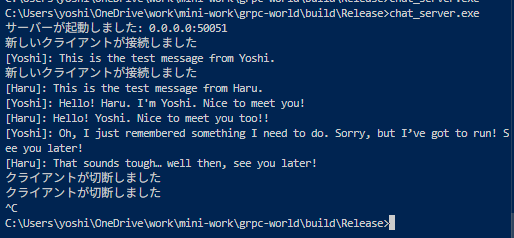 C:\Users\yoshi\OneDrive\work\mini-work\grpc-world\build\Release>chat_server.exe
サーバーが起動しました: 0.0.0.0:50051
新しいクライアントが接続しました
[Yoshi]: This is the test message from Yoshi.
新しいクライアントが接続しました
[Haru]: This is the test message from Haru.
[Yoshi]: Hello! Haru. I'm Yoshi. Nice to meet you!
[Haru]: Hello! Yoshi. Nice to meet you too!!
[Yoshi]: Oh, I just remembered something I need to do. Sorry, but I’ve got to run! S
ee you later!
[Haru]: That sounds tough… well then, see you later!
クライアントが切断しました
クライアントが切断しました
^C
C:\Users\yoshi\OneDrive\work\mini-work\grpc-world\build\Release>